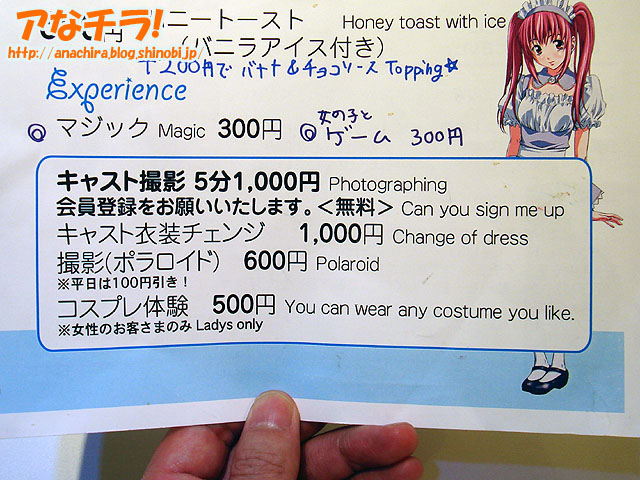 アなチラ!
http://anachira.blog.shinobi.jp
ニートースト Honey toast with ice
(バニラアイス付き)
+200円で バナナ&チョコソース Topping☆
Experience
◎マジック Magic 300円 ◎女の子と
ゲーム 300円
キャスト撮影 5分1,000円 Photographing
会員登録をお願いいたします。<無料> Can you sign me up
キャスト衣装チェンジ 1,000円 Change of dress
撮影(ポラロイド) 600円 Polaroid
※平日は100円引き!
コスプレ体験 500円 You can wear any costume you like.
※女性のお客さまのみ Ladys only